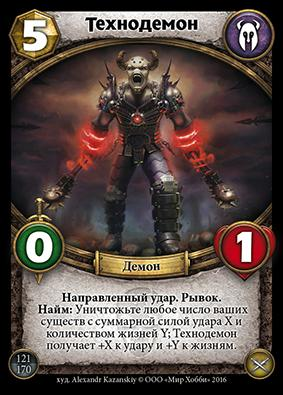 5
Технодемон
0
1
Демон
Направленный удар. Рывок.
Найм: Уничтожьте любое число ваших
существ с суммарной силой удара X и
количеством жизней Y; Технодемон
получает +X к удару и +Y к жизням.
121
170
худ. Alexandr Kazanskiy © ООО «Мир Хобби» 2016